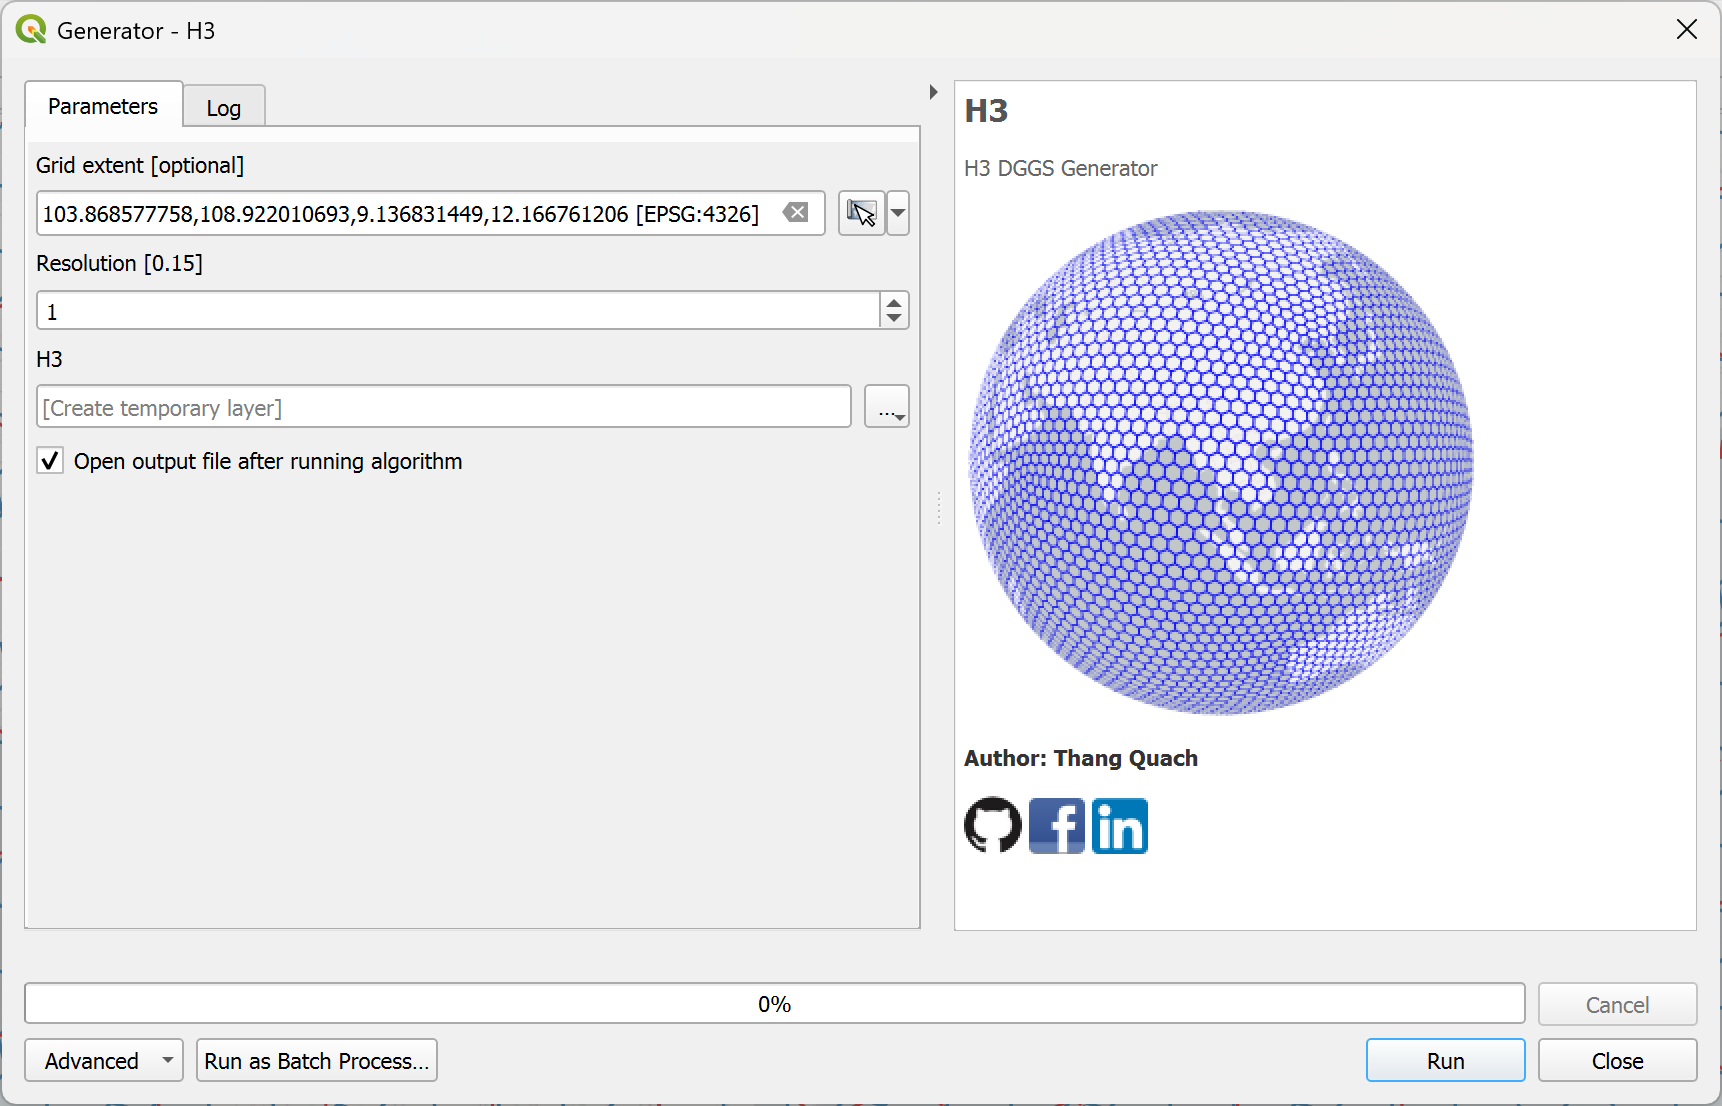 Generator - H3
Parameters
Log
Grid extent [optional]
103.868577758,108.922010693,9.136831449,12.166761206 [EPSG:4326]
Resolution [0.15]
1
H3
[Create temporary layer]
...
Open output file after running algorithm
H3
H3 DGGS Generator
Author: Thang Quach
f
in
0%
Cancel
Advanced
Run as Batch Process...
Run
Close